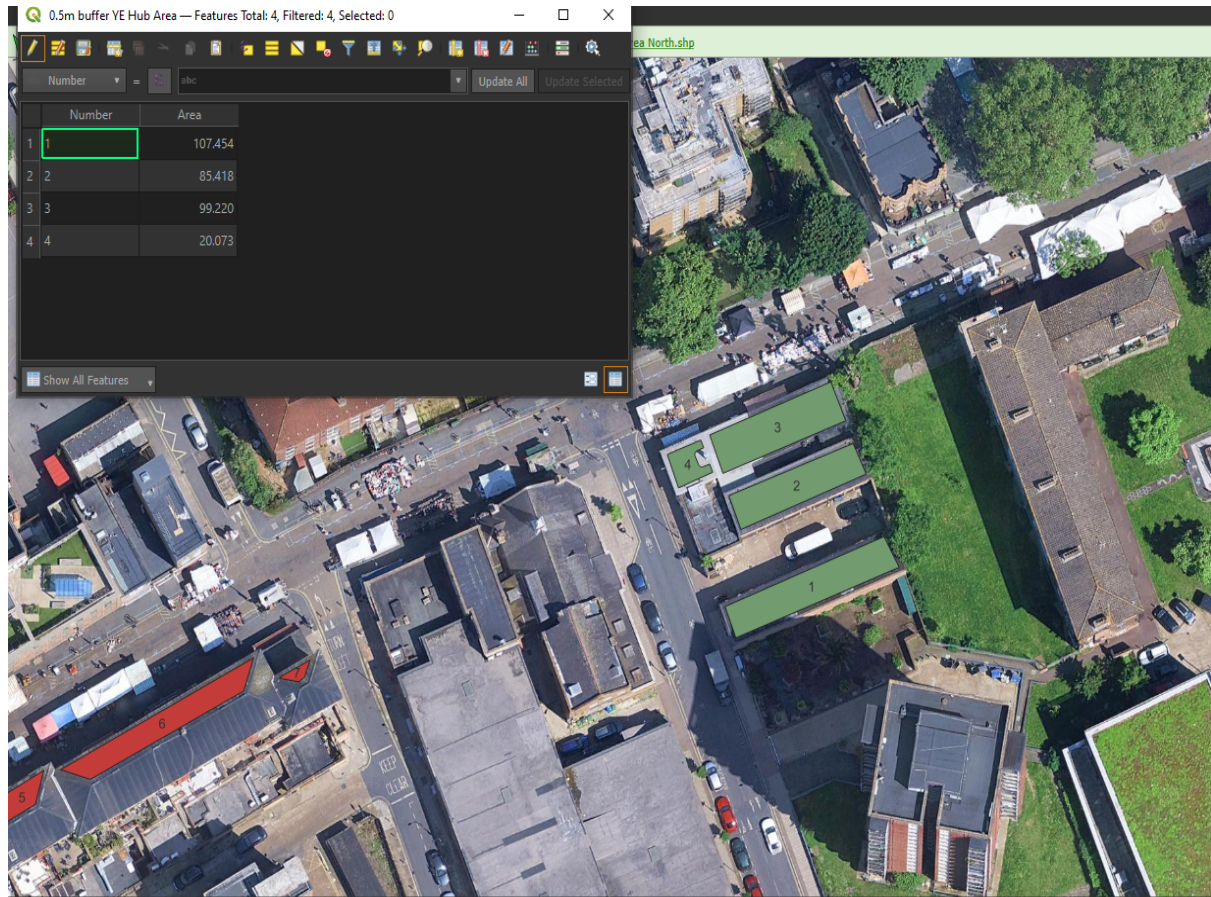 0.5m buffer YE Hub Area — Features Total: 4, Filtered: 4, Selected: 0
ea North.shp
Number = abc Update All Update Selected
Number Area
1 1 107.454
2 2 85.418
3 3 99.220
4 4 20.073
Show All Features
3
4
2
1
7
6
5
KEEP
CLEAR